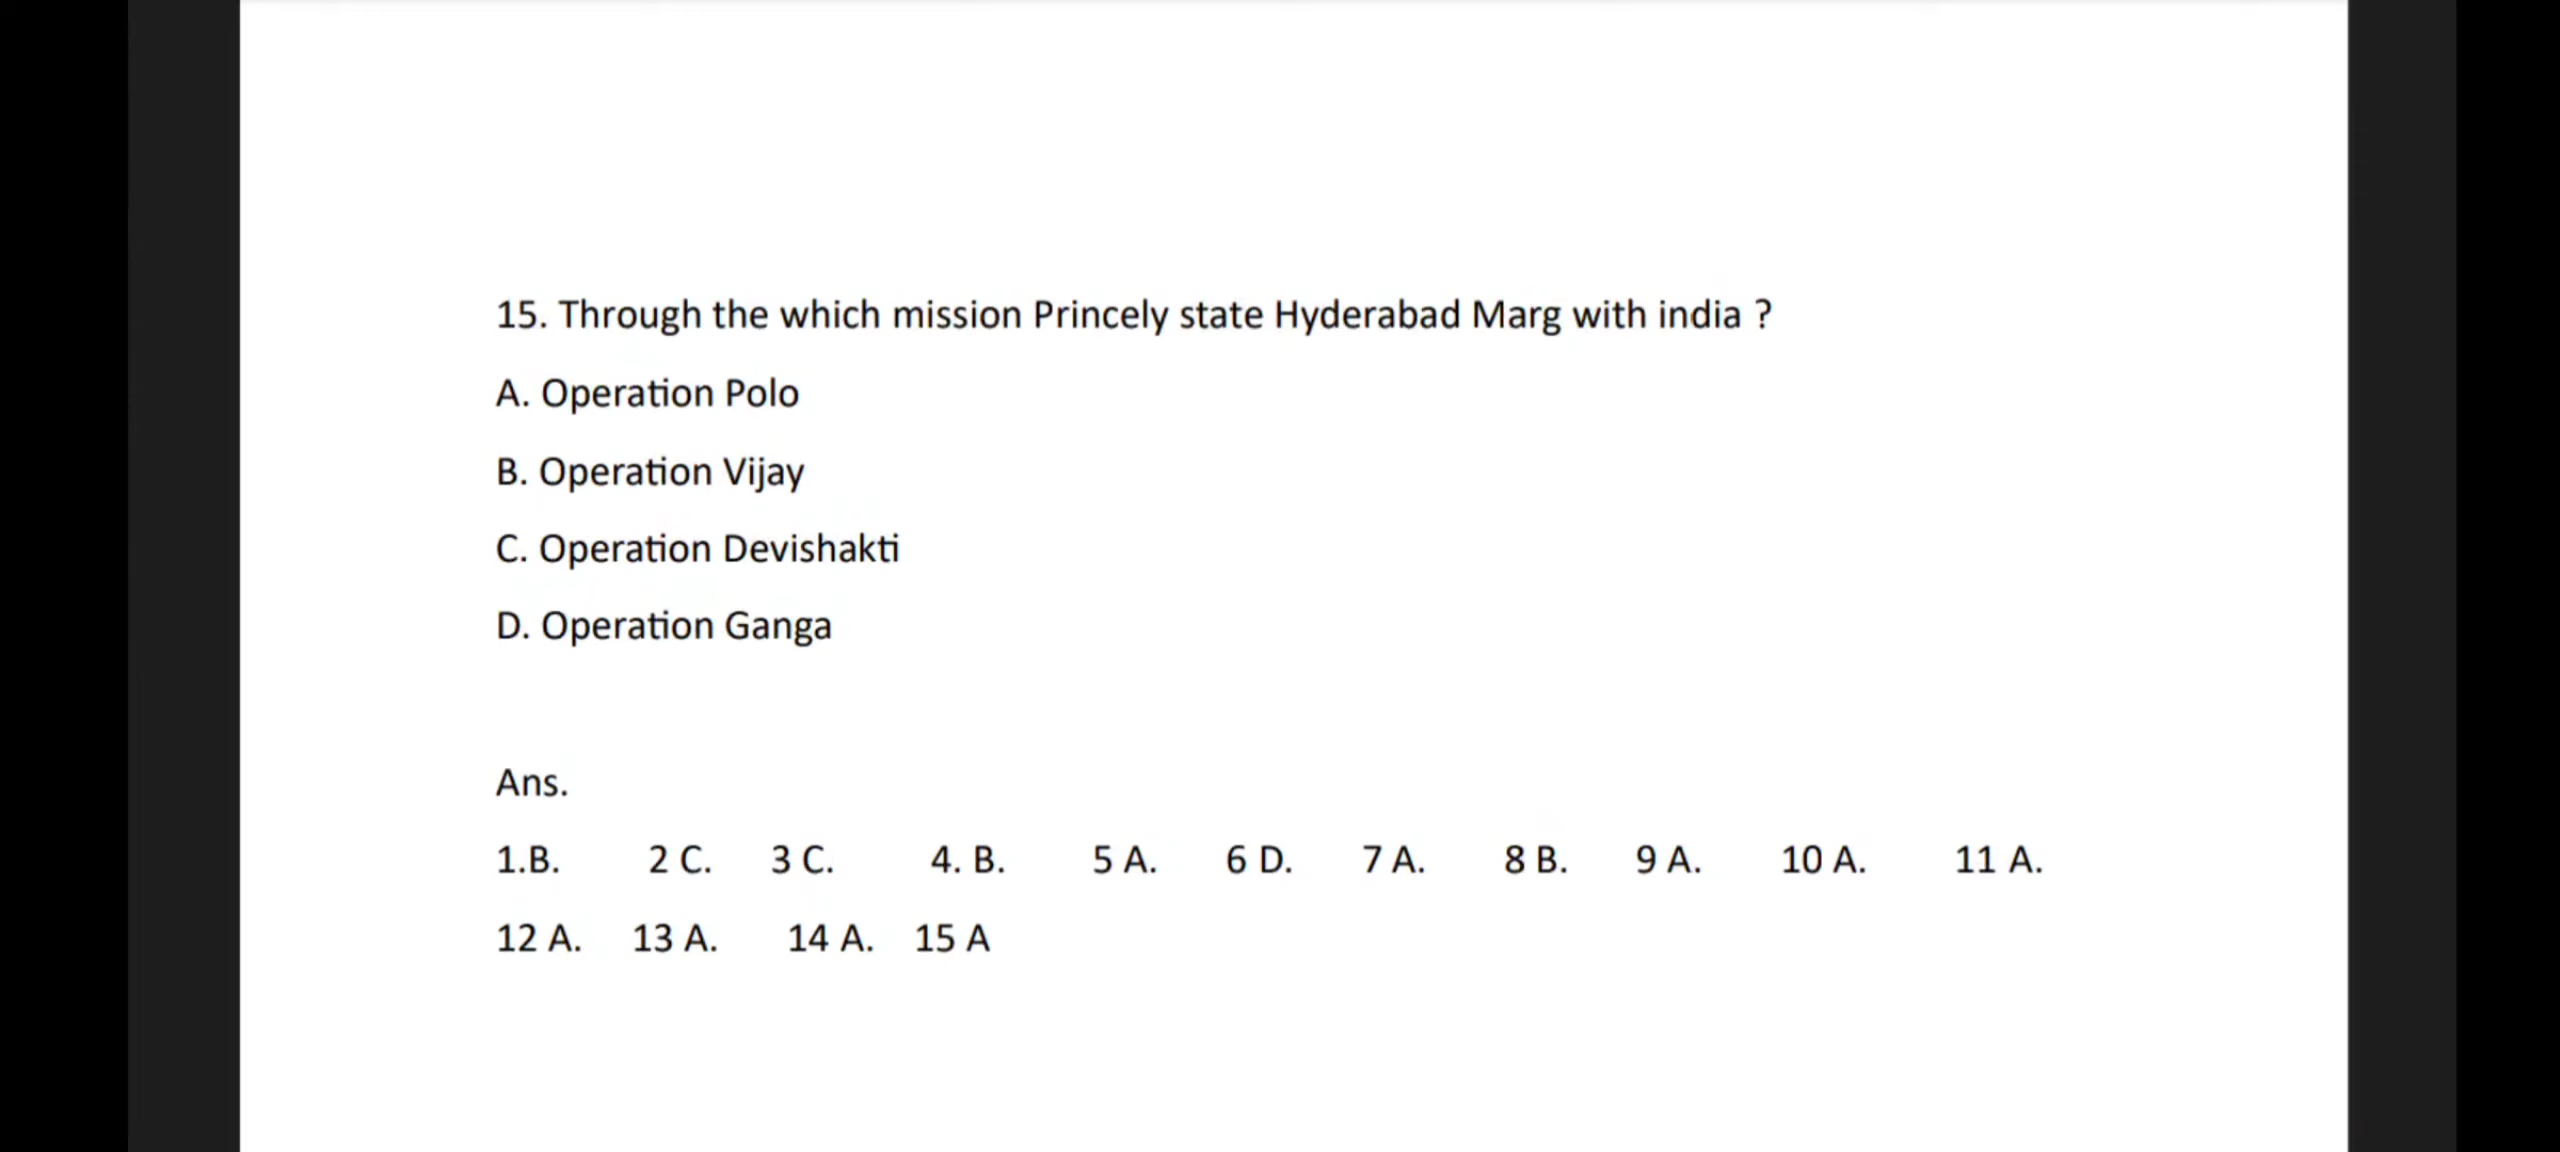 15. Through the which mission Princely state Hyderabad Marg with india ?
A. Operation Polo
B. Operation Vijay
C. Operation Devishakti
D. Operation Ganga
Ans.
1.B. 2 C. 3 C. 4. B. 5 A. 6 D. 7 A. 8 B. 9 A. 10 A. 11 A.
12 A. 13 A. 14 A. 15 A